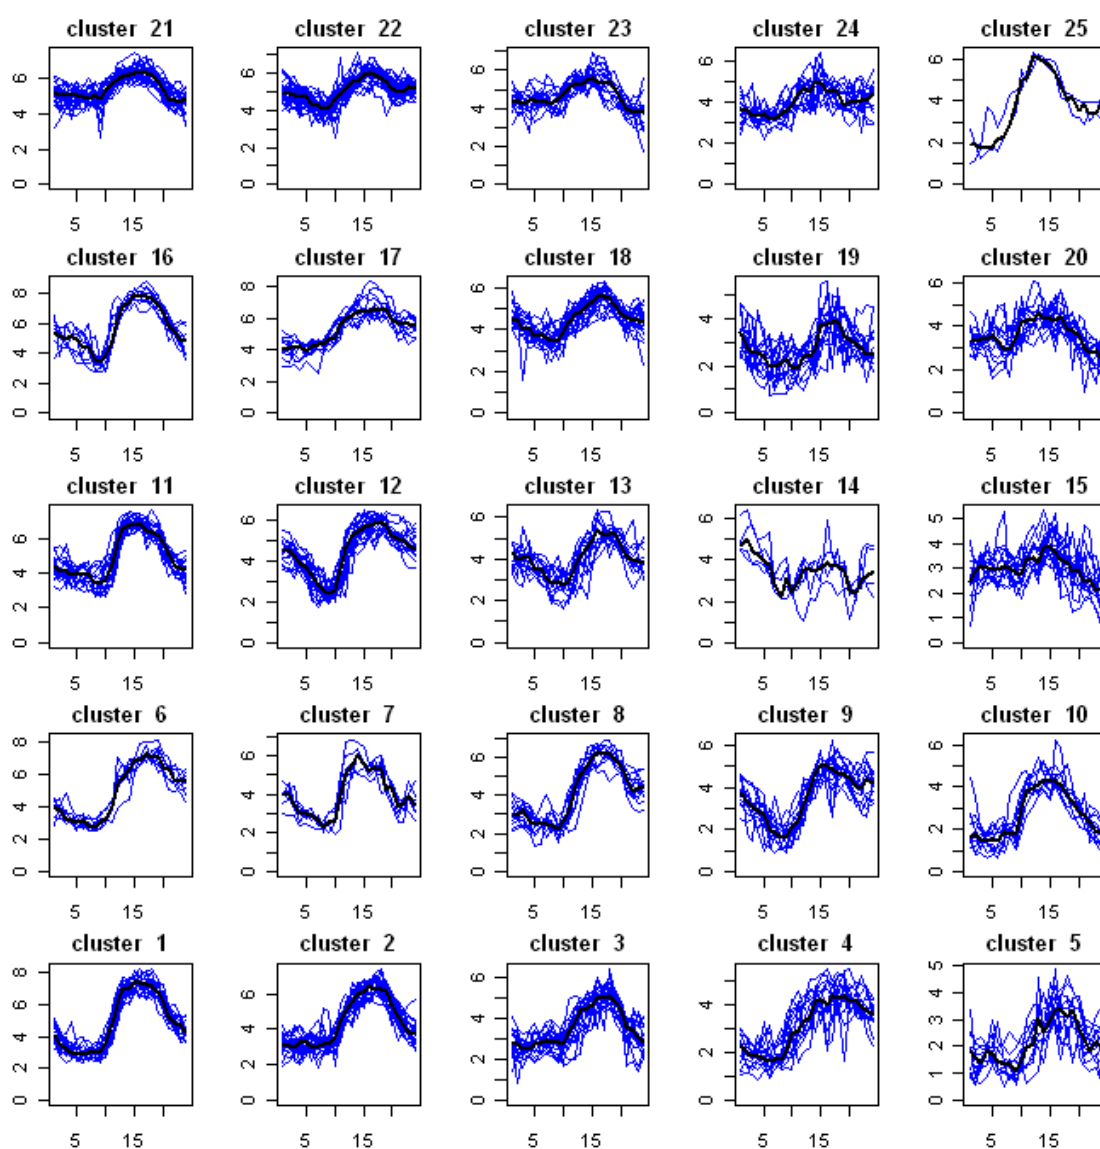 cluster 21 cluster 22 cluster 23 cluster 24 cluster 25
0 2 4 6 5 15 0 2 4 6 5 15 0 2 4 6 5 15 0 2 4 6 5 15 0 2 4 6 5 15
cluster 16 cluster 17 cluster 18 cluster 19 cluster 20
0 2 4 6 8 5 15 0 2 4 6 8 5 15 0 2 4 6 5 15 0 2 4 5 15 0 2 4 6 5 15
cluster 11 cluster 12 cluster 13 cluster 14 cluster 15
0 2 4 6 5 15 0 2 4 6 5 15 0 2 4 6 5 15 0 2 4 6 5 15 0 1 2 3 4 5 5 15
cluster 6 cluster 7 cluster 8 cluster 9 cluster 10
0 2 4 6 8 5 15 0 2 4 6 5 15 0 2 4 6 5 15 0 2 4 6 5 15 0 2 4 6 5 15
cluster 1 cluster 2 cluster 3 cluster 4 cluster 5
0 2 4 6 8 5 15 0 2 4 6 5 15 0 2 4 6 5 15 0 2 4 5 15 0 1 2 3 4 5 5 15